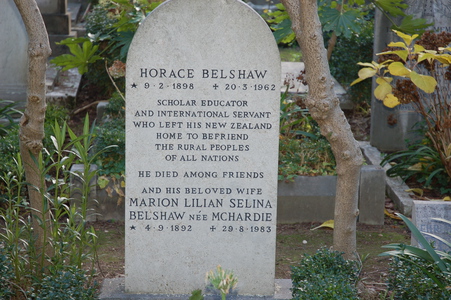 HORACE BELSHAW
★ 9·2·1898 + 20·3·1962
SCHOLAR EDUCATOR
AND INTERNATIONAL SERVANT
WHO LEFT HIS NEW ZEALAND
HOME TO BEFRIEND
THE RURAL PEOPLES
OF ALL NATIONS
HE DIED AMONG FRIENDS
AND HIS BELOVED WIFE
MARION LILIAN SELINA
BELSHAW née MCHARDIE
★ 4·9·1892 + 29·8·1983